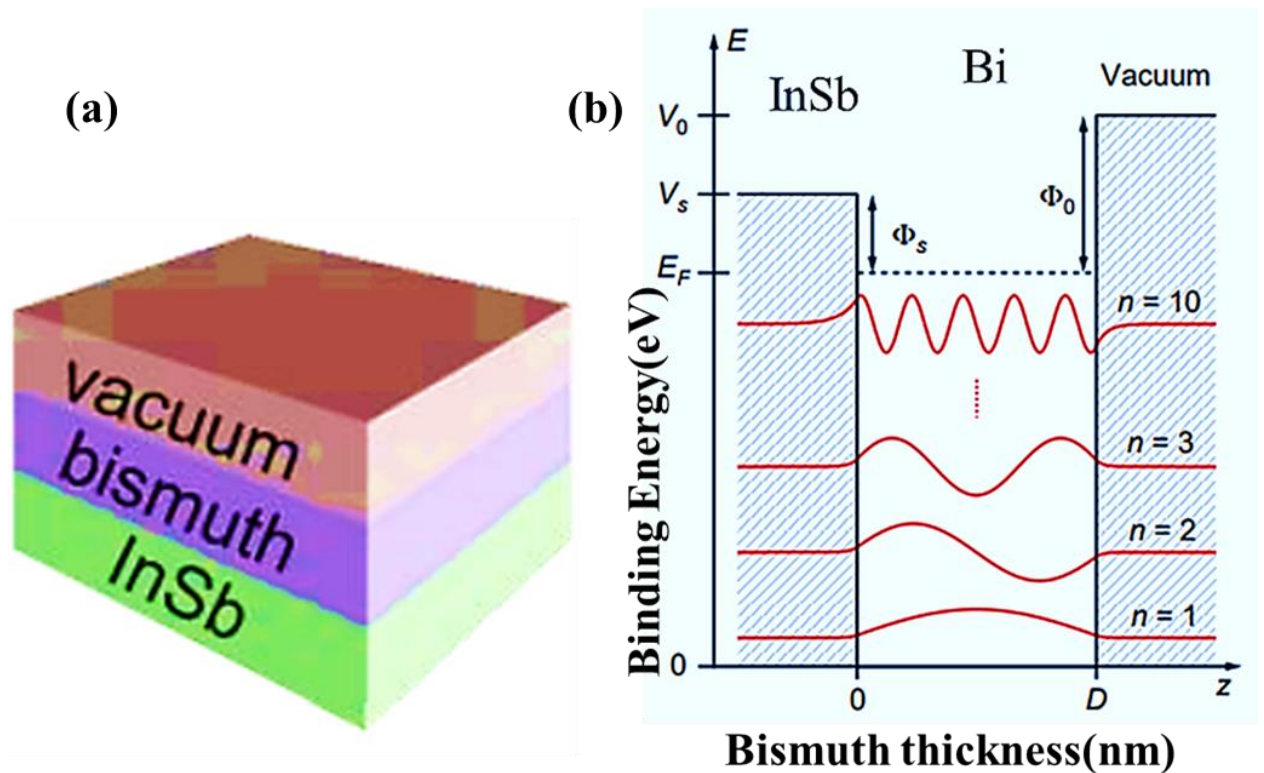 (a)
vacuum
bismuth
InSb
(b)
E
InSb
Bi
Vacuum
V₀
Vₛ
E_F
0
Φₛ
Φ₀
n = 10
n = 3
n = 2
n = 1
0
D
z
Binding Energy(eV)
Bismuth thickness(nm)